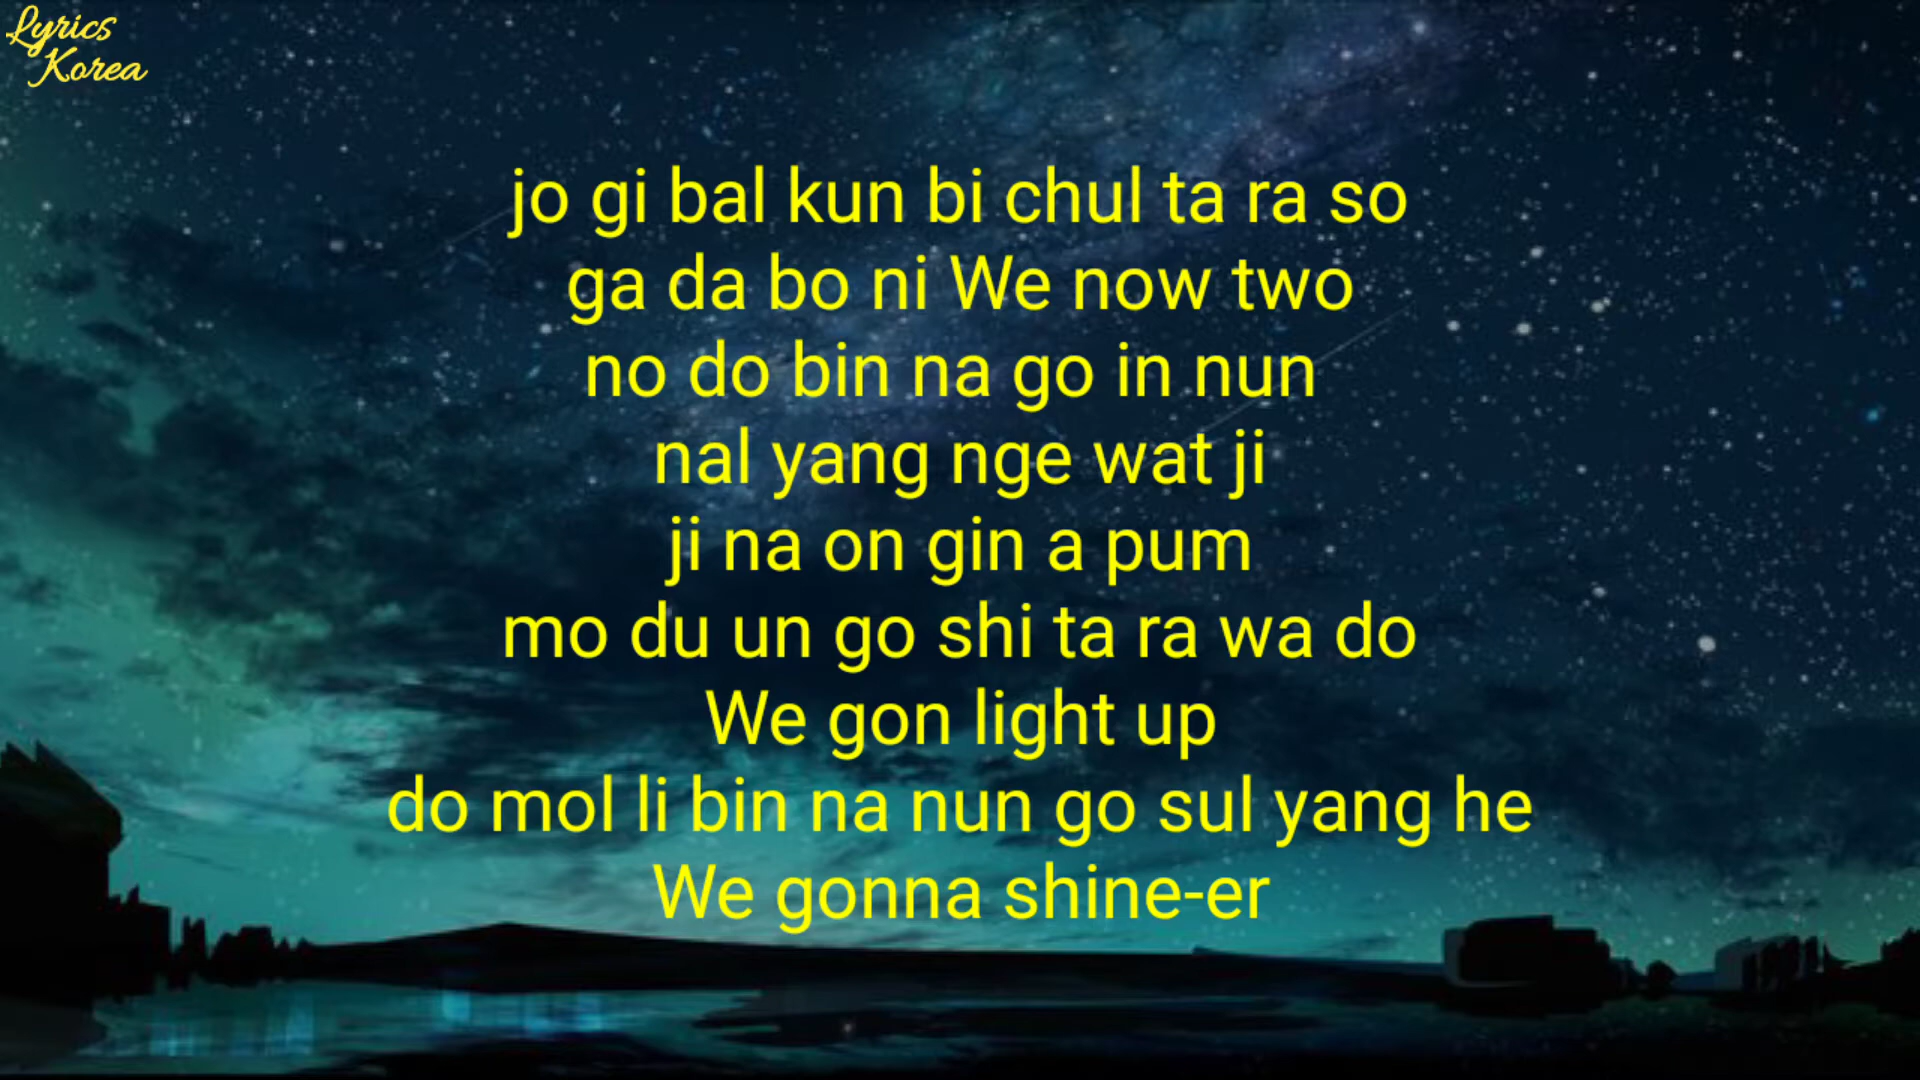 Lyrics
Korea
jo gi bal kun bi chul ta ra so
ga da bo ni We now two
no do bin na go in nun
nal yang nge wat ji
ji na on gin a pum
mo du un go shi ta ra wa do
We gon light up
do mol li bin na nun go sul yang he
We gonna shine-er